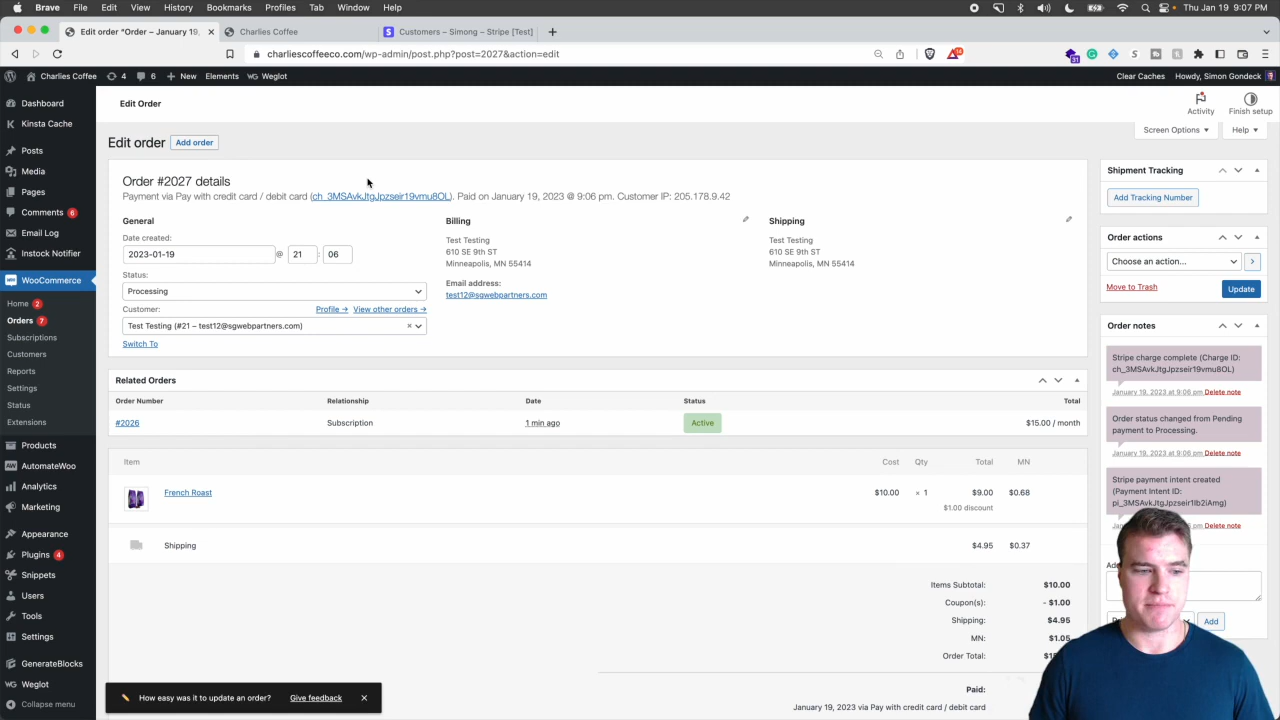 Brave File Edit View History Bookmarks Profiles Tab Window Help
Thu Jan 19 9:07 PM
Edit order "Order – January 19,
Charlies Coffee
Customers – Simong – Stripe [Test]
charliescoffeeco.com/wp-admin/post.php?post=2027&action=edit
Charlies Coffee 4 1 + New Elements Weglot
Clear Caches Howdy, Simon Gondeck
Dashboard
Kinsta Cache
Posts
Media
Pages
Comments 6
Email Log
Instock Notifier
WooCommerce
Home 2
Orders 7
Subscriptions
Customers
Reports
Settings
Status
Extensions
Products
AutomateWoo
Analytics
Marketing
Appearance
Plugins 4
Snippets
Users
Tools
Settings
GenerateBlocks
Weglot
Collapse menu
Edit Order
Activity
Finish setup
Screen Options
Help
Edit order Add order
Order #2027 details
Payment via Pay with credit card / debit card (ch_3MSAvkJtgJpzseir19vmu8OL). Paid on January 19, 2023 @ 9:06 pm. Customer IP: 205.178.9.42
General
Date created:
2023-01-19 @ 21 : 06
Status:
Processing
Customer: Profile → View other orders →
Test Testing (#21 – test12@sgwebpartners.com) ×
Switch To
Billing
Test Testing
610 SE 9th ST
Minneapolis, MN 55414
Email address:
test12@sgwebpartners.com
Shipping
Test Testing
610 SE 9th ST
Minneapolis, MN 55414
Related Orders
Order Number Relationship Date Status Total
#2026 Subscription 1 min ago Active $15.00 / month
Item Cost Qty Total MN
French Roast $10.00 × 1 $9.00 $0.68
$1.00 discount
Shipping $4.95 $0.37
Items Subtotal: $10.00
Coupon(s): - $1.00
Shipping: $4.95
MN: $1.05
Order Total:
Paid:
January 19, 2023 via Pay with credit card / debit card
Shipment Tracking
Add Tracking Number
Order actions
Choose an action...
Move to Trash
Update
Order notes
Stripe charge complete (Charge ID:
ch_3MSAvkJtgJpzseir19vmu8OL)
January 19, 2023 at 9:06 pm Delete note
Order status changed from Pending
payment to Processing.
January 19, 2023 at 9:06 pm Delete note
Stripe payment intent created
(Payment Intent ID:
pi_3MSAvkJtgJpzseir1Ib2iAmg)
Delete note
Add
How easy was it to update an order? Give feedback ×